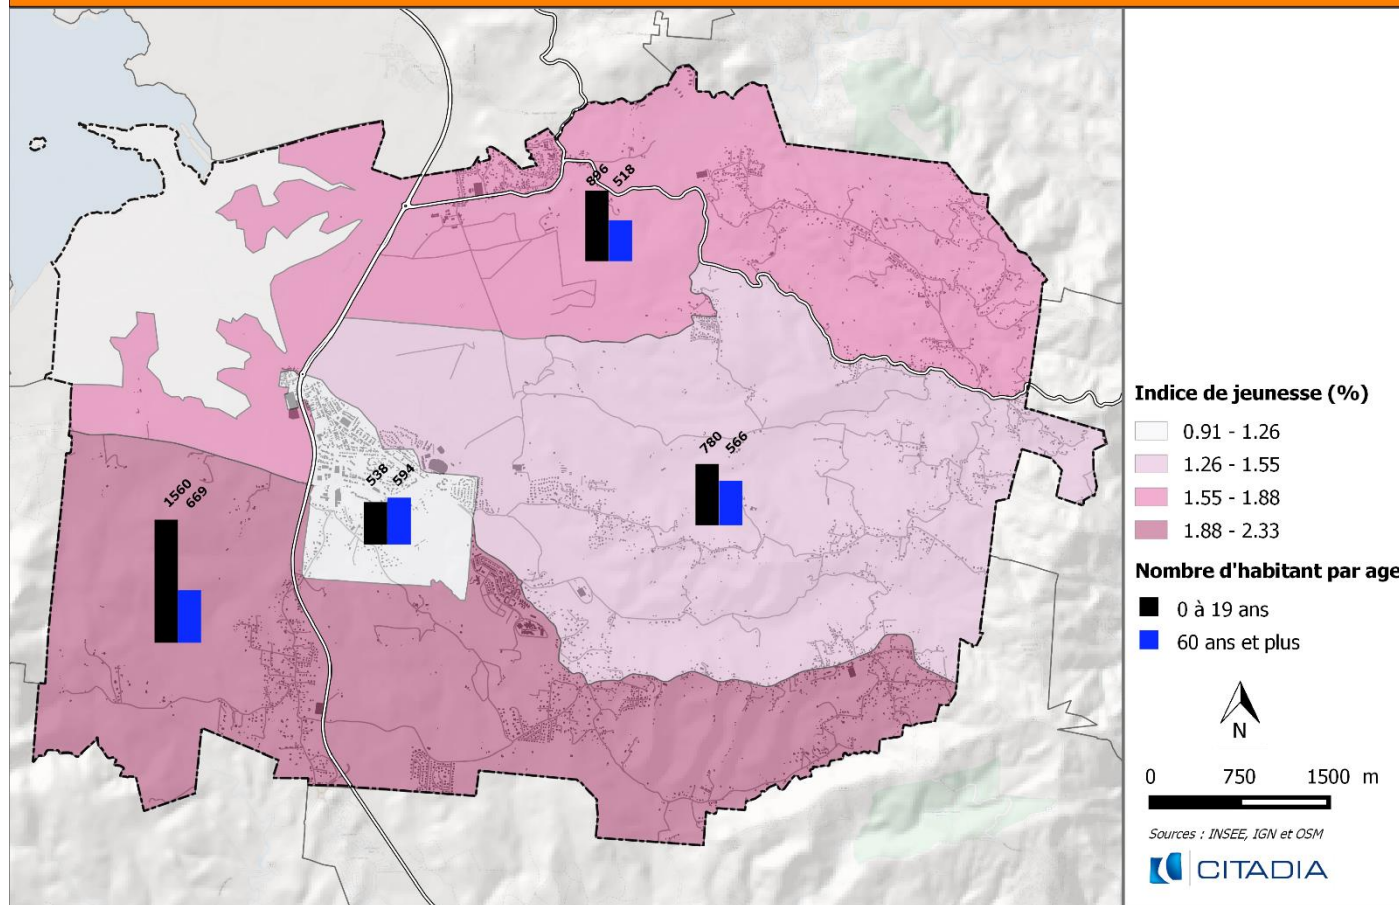 896
518
780
566
538
594
1560
669
Indice de jeunesse (%)
0.91 - 1.26
1.26 - 1.55
1.55 - 1.88
1.88 - 2.33
Nombre d'habitant par age
0 à 19 ans
60 ans et plus
N
0 750 1500 m
Sources : INSEE, IGN et OSM
CITADIA